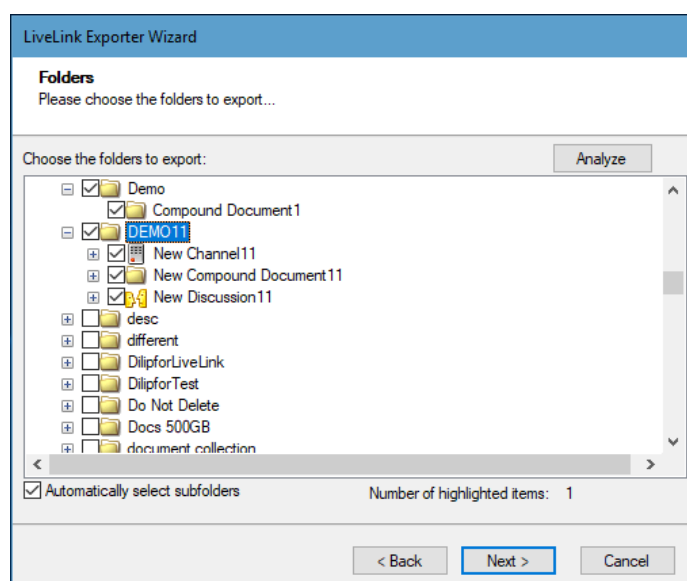 LiveLink Exporter Wizard
Folders
Please choose the folders to export...
Choose the folders to export:
Analyze
Demo
Compound Document1
DEMO11
New Channel11
New Compound Document11
New Discussion11
desc
different
DilipforLiveLink
DilipforTest
Do Not Delete
Docs 500GB
document collection
Automatically select subfolders
Number of highlighted items: 1
< Back
Next >
Cancel